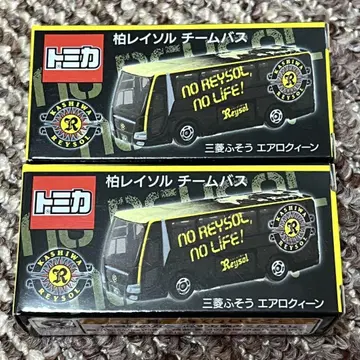 トミカ
柏レイソル チームバス
KASHIWA
R
REYSOL
NO REYSOL,
NO LIFE!
Reysol
三菱ふそう エアロクィーン
トミカ
柏レイソル チームバス
KASHIWA
R
REYSOL
NO REYSOL,
NO LIFE!
Reysol
KASHIWA
R
REYSOL
三菱ふそう エアロクィーン